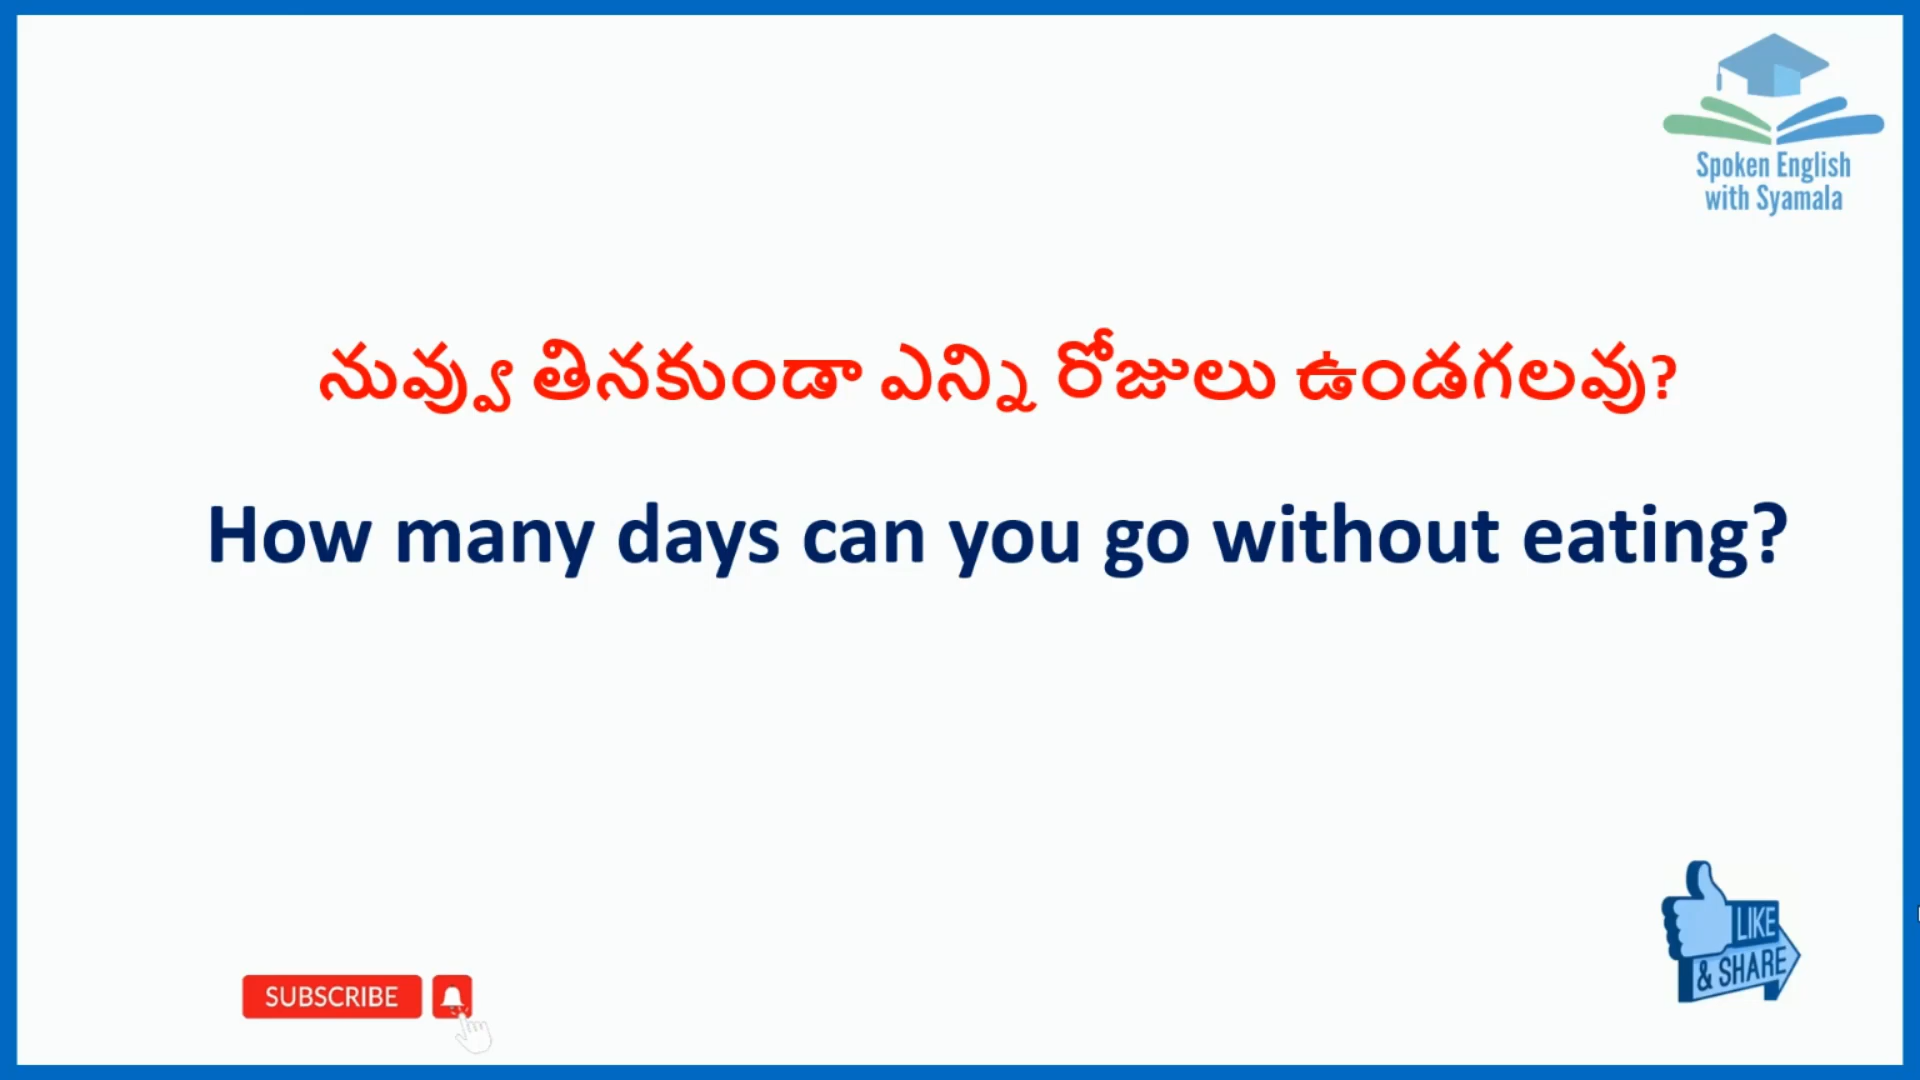 Spoken English
with Syamala
నువ్వు తినకుండా ఎన్ని రోజులు ఉండగలవు?
How many days can you go without eating?
LIKE
& SHARE
SUBSCRIBE